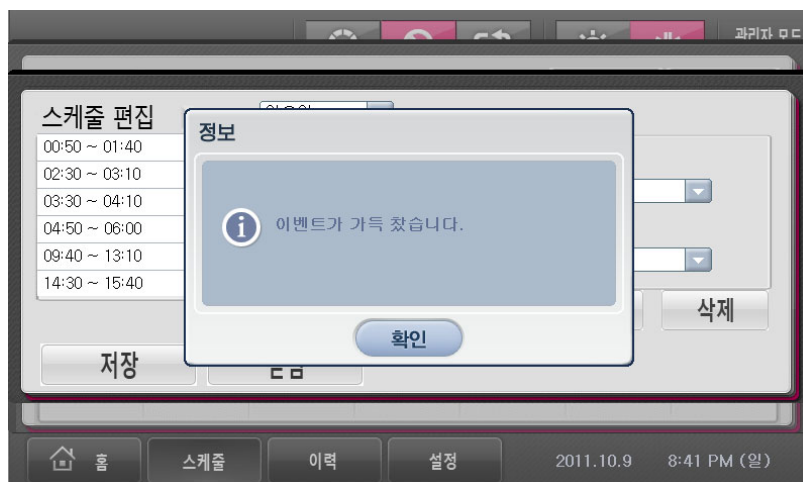 관리자 모드
스케줄 편집
00:50 ~ 01:40
02:30 ~ 03:10
03:30 ~ 04:10
04:50 ~ 06:00
09:40 ~ 13:10
14:30 ~ 15:40
정보
이벤트가 가득 찼습니다.
확인
삭제
저장
홈
스케줄
이력
설정
2011.10.9
8:41 PM (일)